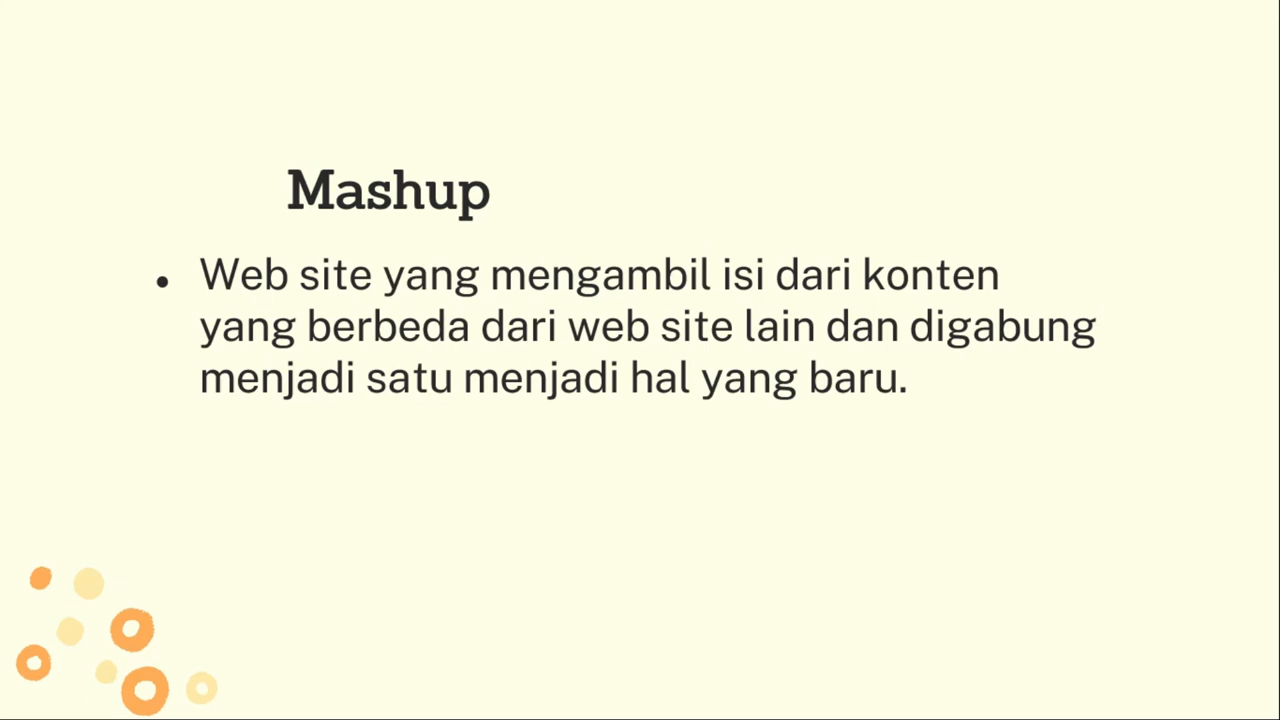 Mashup
• Web site yang mengambil isi dari konten
yang berbeda dari web site lain dan digabung
menjadi satu menjadi hal yang baru.